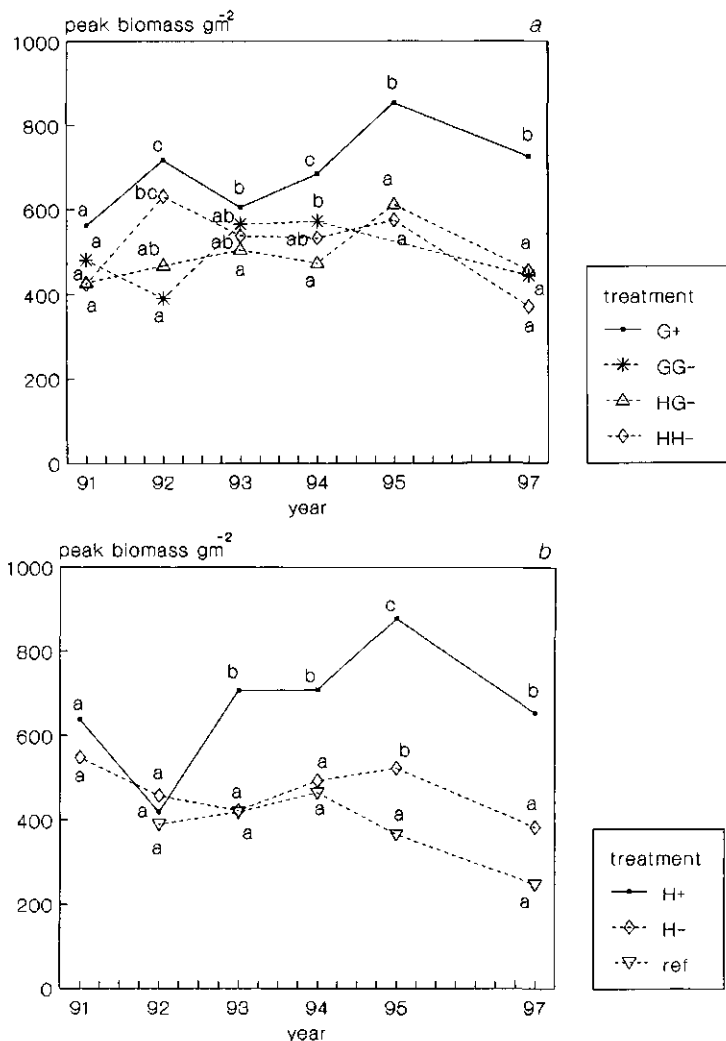 peak biomass gm-2 a
1000
b
b
800
c
c
b
a
bc
a
600
b
ab
a
ab
ab
ab
a
a
a
a
a
400
a
a
a
a
a
200
0
91 92 93 94 95 97
year
treatment
G+
GG-
HG-
HH-
peak biomass gm-2 b
1000
c
800
b
b
b
a
600
b
a
a
a
a
a
a
400
a
a
a
a
a
200
a
0
91 92 93 94 95 97
year
treatment
H+
H-
ref